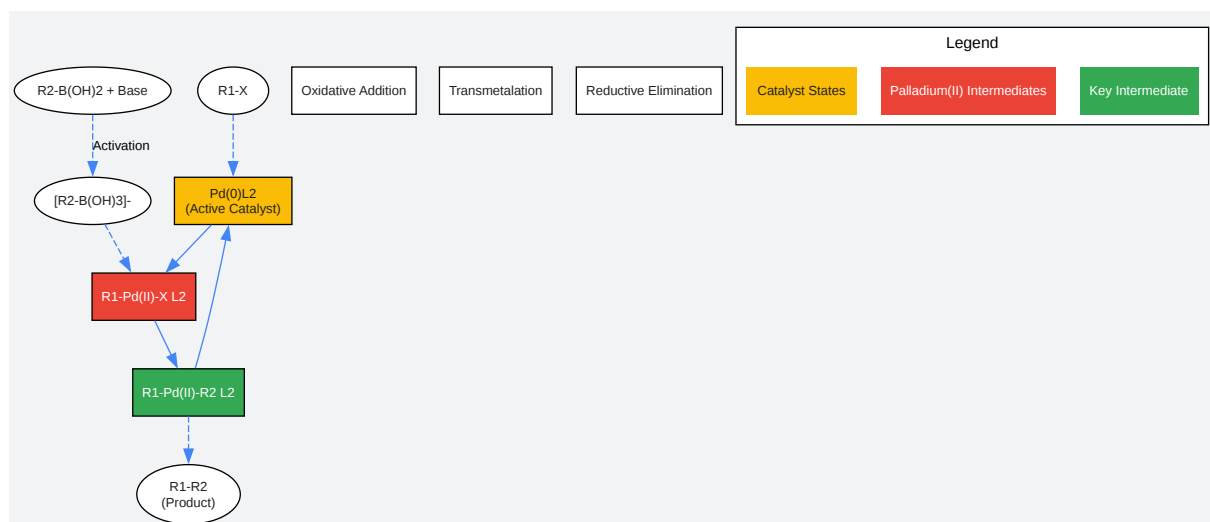 Legend
R2-B(OH)2 + Base
R1-X
Oxidative Addition
Transmetalation
Reductive Elimination
Catalyst States
Palladium(II) Intermediates
Key Intermediate
Activation
[R2-B(OH)3]-
Pd(0)L2
(Active Catalyst)
R1-Pd(II)-X L2
R1-Pd(II)-R2 L2
R1-R2
(Product)